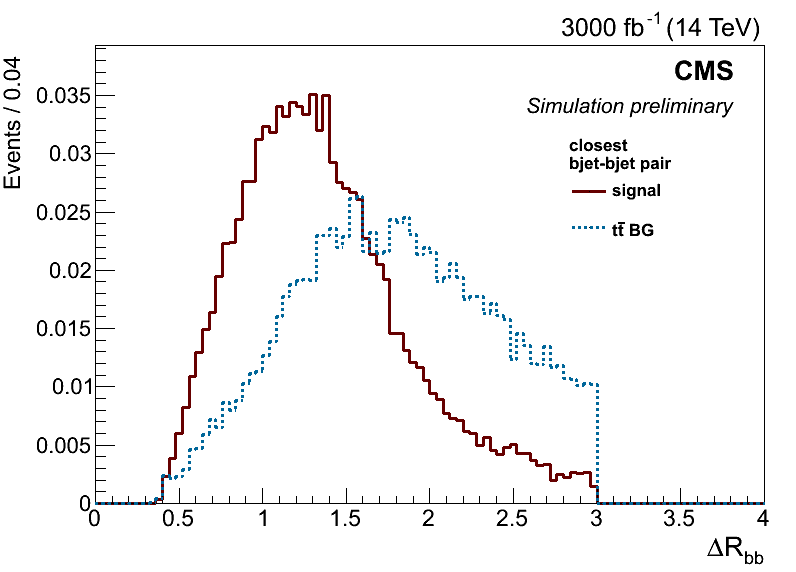 3000 fb⁻¹ (14 TeV)
Events / 0.04
CMS
Simulation preliminary
closest
bjet-bjet pair
signal
tt̄ BG
0.035
0.03
0.025
0.02
0.015
0.01
0.005
0
0 0.5 1 1.5 2 2.5 3 3.5 4
ΔR_bb